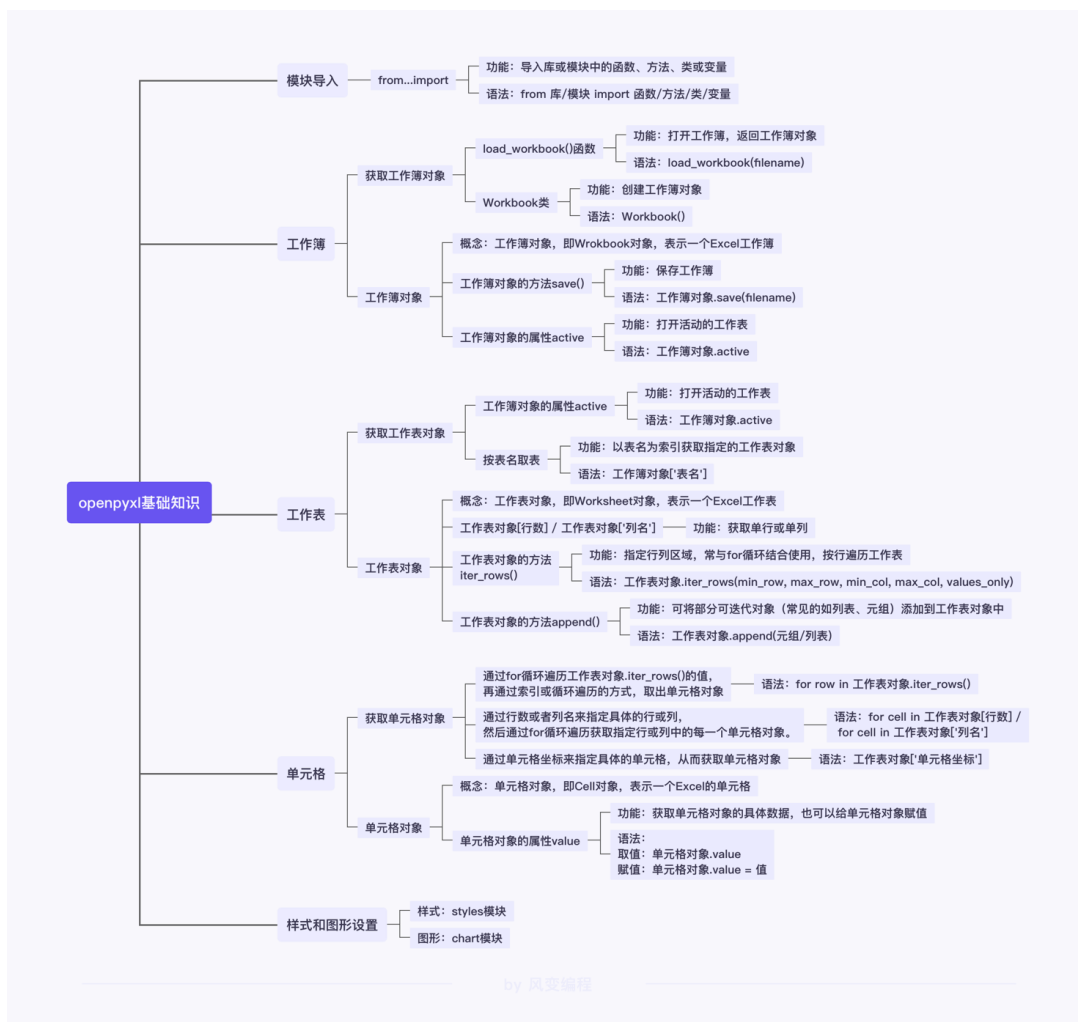 openpyxl基础知识
模块导入
from...import
功能：导入库或模块中的函数、方法、类或变量
语法：from 库/模块 import 函数/方法/类/变量
工作簿
获取工作簿对象
load_workbook()函数
功能：打开工作簿，返回工作簿对象
语法：load_workbook(filename)
Workbook类
功能：创建工作簿对象
语法：Workbook()
工作簿对象
概念：工作簿对象，即Wrokbook对象，表示一个Excel工作簿
工作簿对象的方法save()
功能：保存工作簿
语法：工作簿对象.save(filename)
工作簿对象的属性active
功能：打开活动的工作表
语法：工作簿对象.active
工作表
获取工作表对象
工作簿对象的属性active
功能：打开活动的工作表
语法：工作簿对象.active
按表名取表
功能：以表名为索引获取指定的工作表对象
语法：工作簿对象['表名']
工作表对象
概念：工作表对象，即Worksheet对象，表示一个Excel工作表
工作表对象[行数] / 工作表对象['列名']
功能：获取单行或单列
工作表对象的方法
iter_rows()
功能：指定行列区域，常与for循环结合使用，按行遍历工作表
语法：工作表对象.iter_rows(min_row, max_row, min_col, max_col, values_only)
工作表对象的方法append()
功能：可将部分可迭代对象（常见的如列表、元组）添加到工作表对象中
语法：工作表对象.append(元组/列表)
单元格
获取单元格对象
通过for循环遍历工作表对象.iter_rows()的值，
再通过索引或循环遍历的方式，取出单元格对象
语法：for row in 工作表对象.iter_rows()
通过行数或者列名来指定具体的行或列，
然后通过for循环遍历获取指定行或列中的每一个单元格对象。
语法：for cell in 工作表对象[行数] /
for cell in 工作表对象['列名']
通过单元格坐标来指定具体的单元格，从而获取单元格对象
语法：工作表对象['单元格坐标']
单元格对象
概念：单元格对象，即Cell对象，表示一个Excel的单元格
单元格对象的属性value
功能：获取单元格对象的具体数据，也可以给单元格对象赋值
语法：
取值：单元格对象.value
赋值：单元格对象.value = 值
样式和图形设置
样式：styles模块
图形：chart模块
by 风变编程